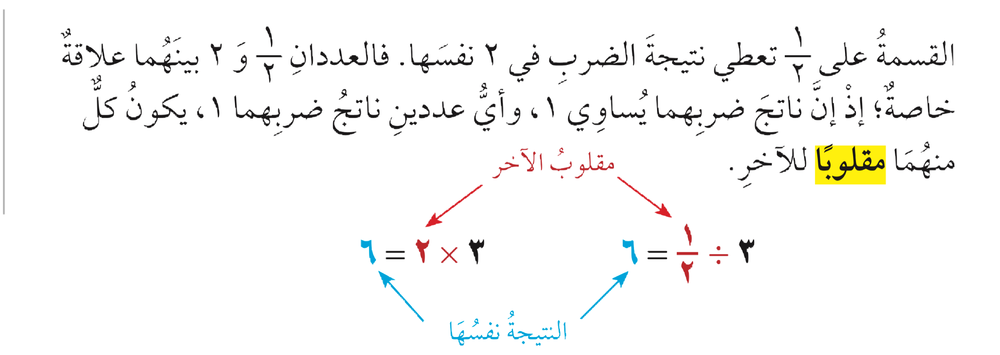 القسمةُ على ١/٢ تعطي نتيجةَ الضربِ في ٢ نفسَها. فالعددانِ ١/٢ وَ ٢ بينَهُما علاقةٌ
خاصةٌ؛ إذْ إنَّ ناتجَ ضربِهما يُساوِي ١، وأيُّ عددينِ ناتجُ ضربِهما ١، يكونُ كلٌّ
منهُمَا مقلوبًا للآخرِ.
مقلوبُ الآخر
٣ ÷ ١/٢ = ٦
٣ × ٢ = ٦
النتيجةُ نفسُهَا